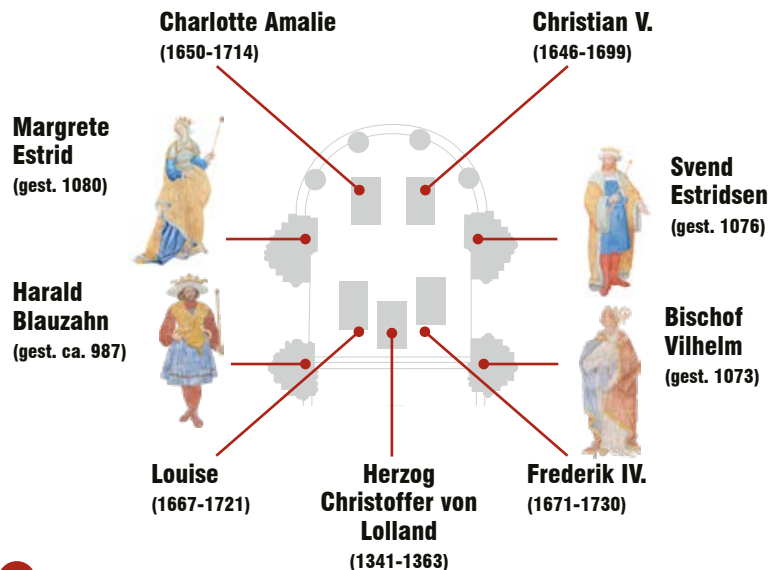 Charlotte Amalie
(1650-1714)
Christian V.
(1646-1699)
Margrete
Estrid
(gest. 1080)
Svend
Estridsen
(gest. 1076)
Harald
Blauzahn
(gest. ca. 987)
Bischof
Vilhelm
(gest. 1073)
Louise
(1667-1721)
Herzog
Christoffer von
Lolland
(1341-1363)
Frederik IV.
(1671-1730)